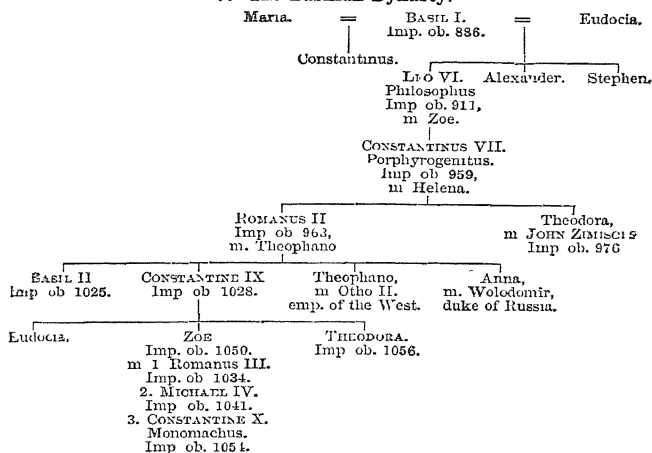 Maria. = BASIL I. = Eudocia.
Imp. ob. 886.
Constantinus.
LEO VI. Alexander. Stephen.
Philosophus
Imp ob. 911,
m Zoe.
CONSTANTINUS VII.
Porphyrogenitus.
Imp ob 959,
m Helena.
ROMANUS II
Imp ob 963,
m. Theophano
Theodora,
m JOHN ZIMISCES
Imp ob. 976
BASIL II
Imp ob 1025.
CONSTANTINE IX
Imp ob 1028.
Theophano,
m Otho II.
emp. of the West.
Anna,
m. Wolodomir,
duke of Russia.
Eudocia.
ZOE
Imp. ob. 1050.
m 1 Romanus III.
Imp. ob 1034.
2. MICHAEL IV.
Imp ob. 1041.
3. CONSTANTINE X.
Monomachus.
Imp ob. 1054.
THEODORA.
Imp ob. 1056.